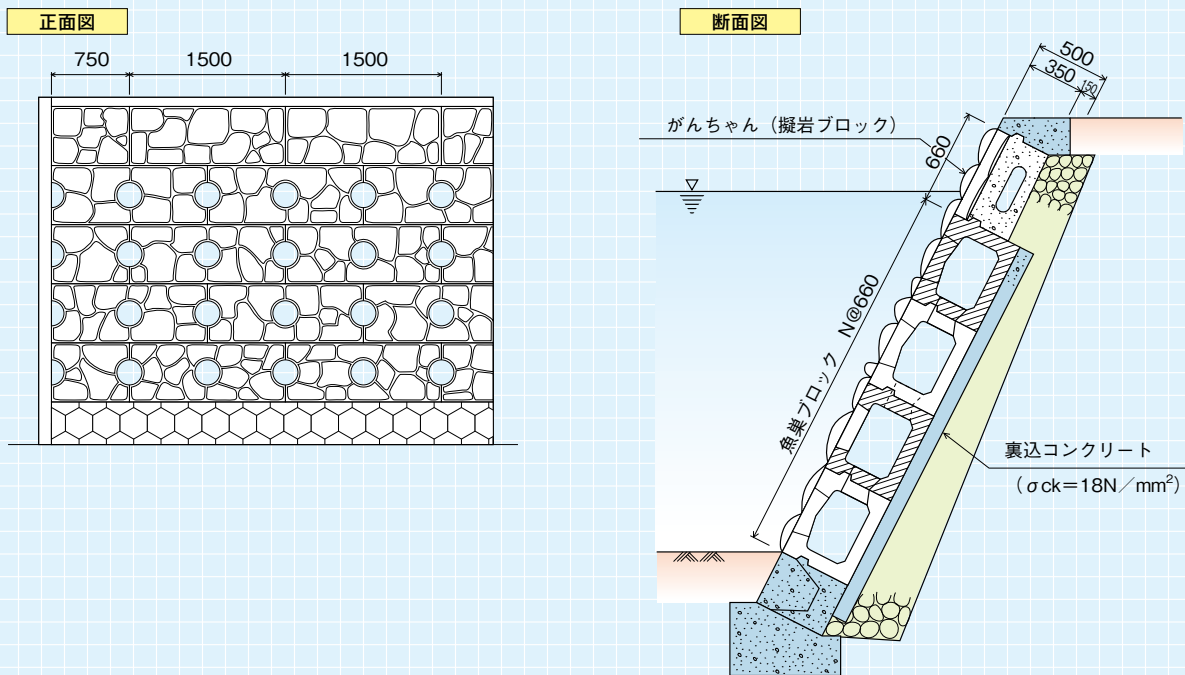 正面図
750
1500
1500
断面図
500
350
150
がんちゃん（擬岩ブロック）
660
魚巣ブロック N@660
裏込コンクリート
（σck＝18N／mm²）